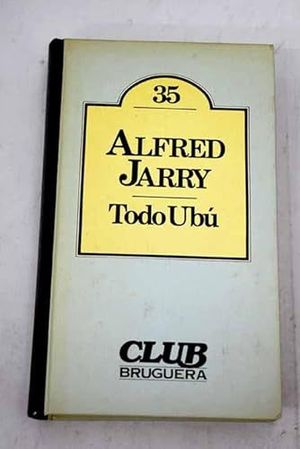 35
ALFRED
JARRY
Todo Ubú
CLUB
BRUGUERA